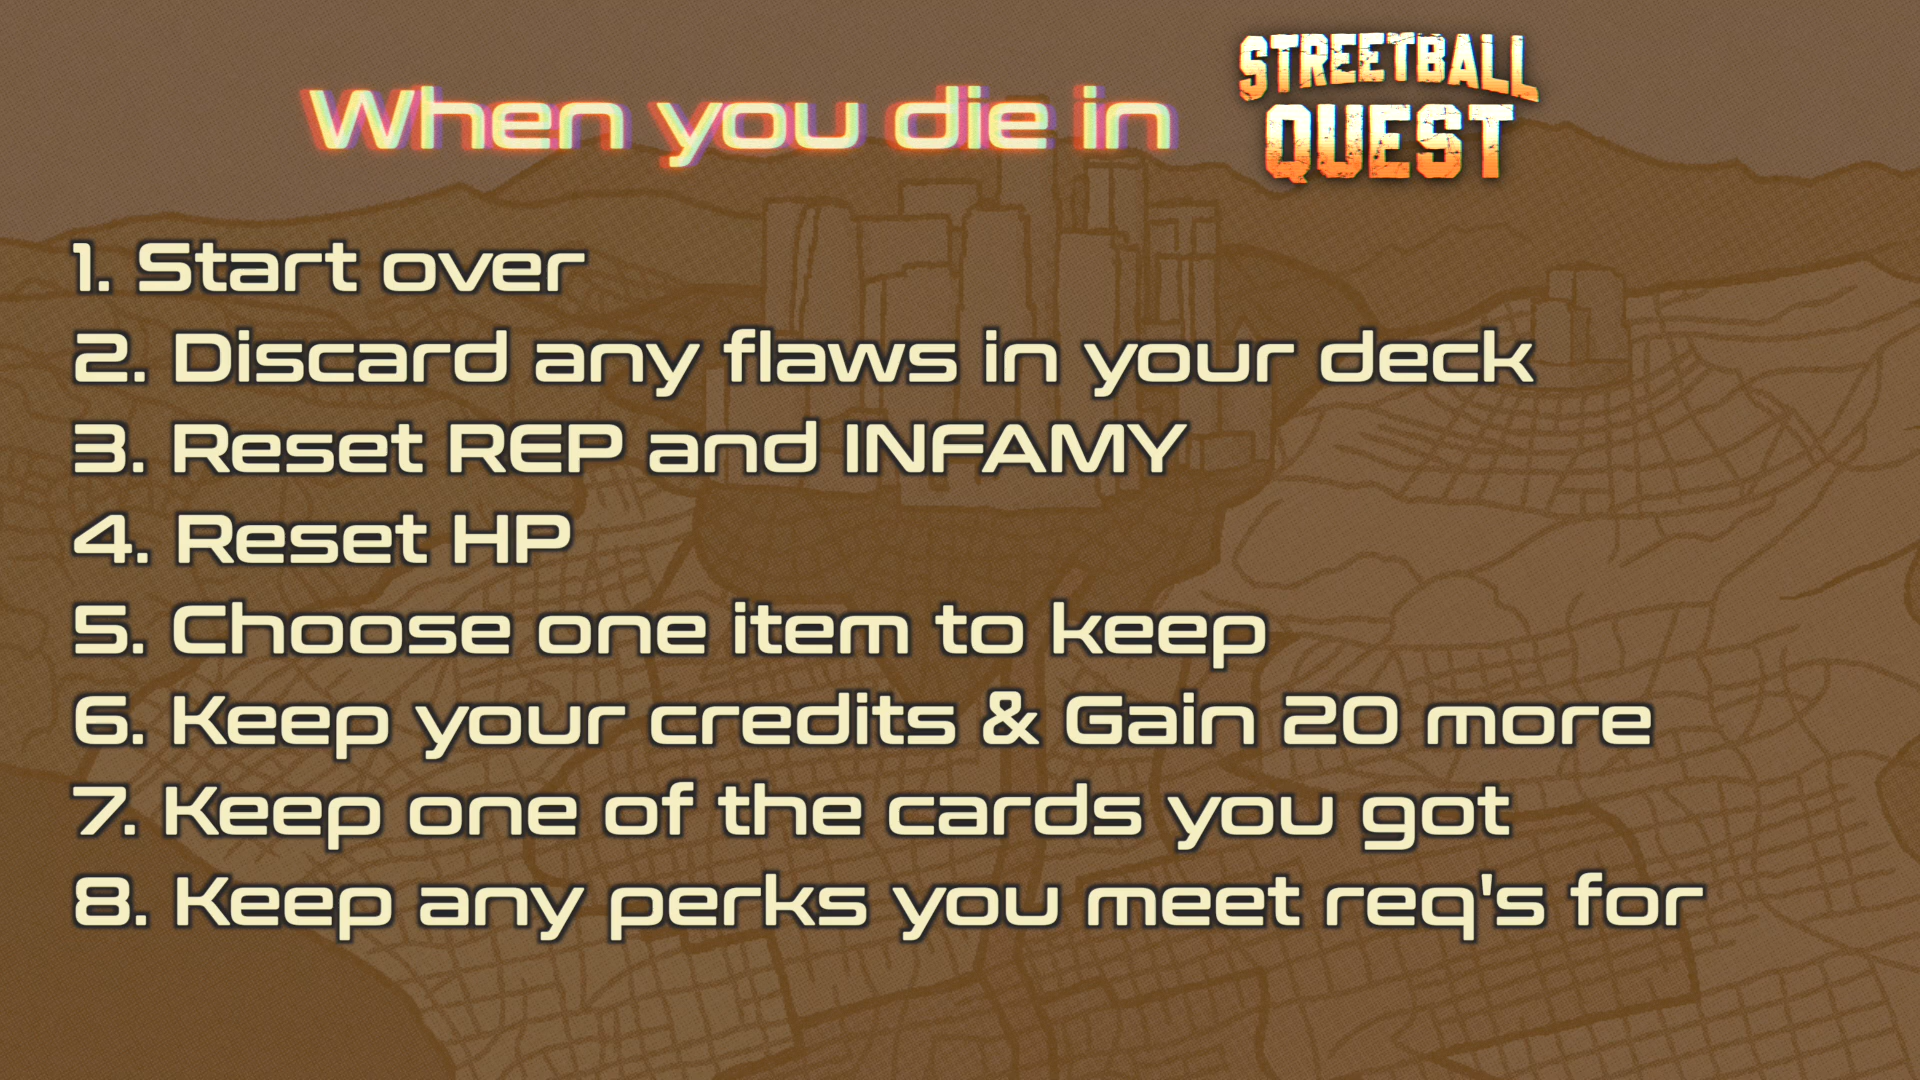 When you die in STREETBALL QUEST
1. Start over
2. Discard any flaws in your deck
3. Reset REP and INFAMY
4. Reset HP
5. Choose one item to keep
6. Keep your credits & Gain 20 more
7. Keep one of the cards you got
8. Keep any perks you meet req's for